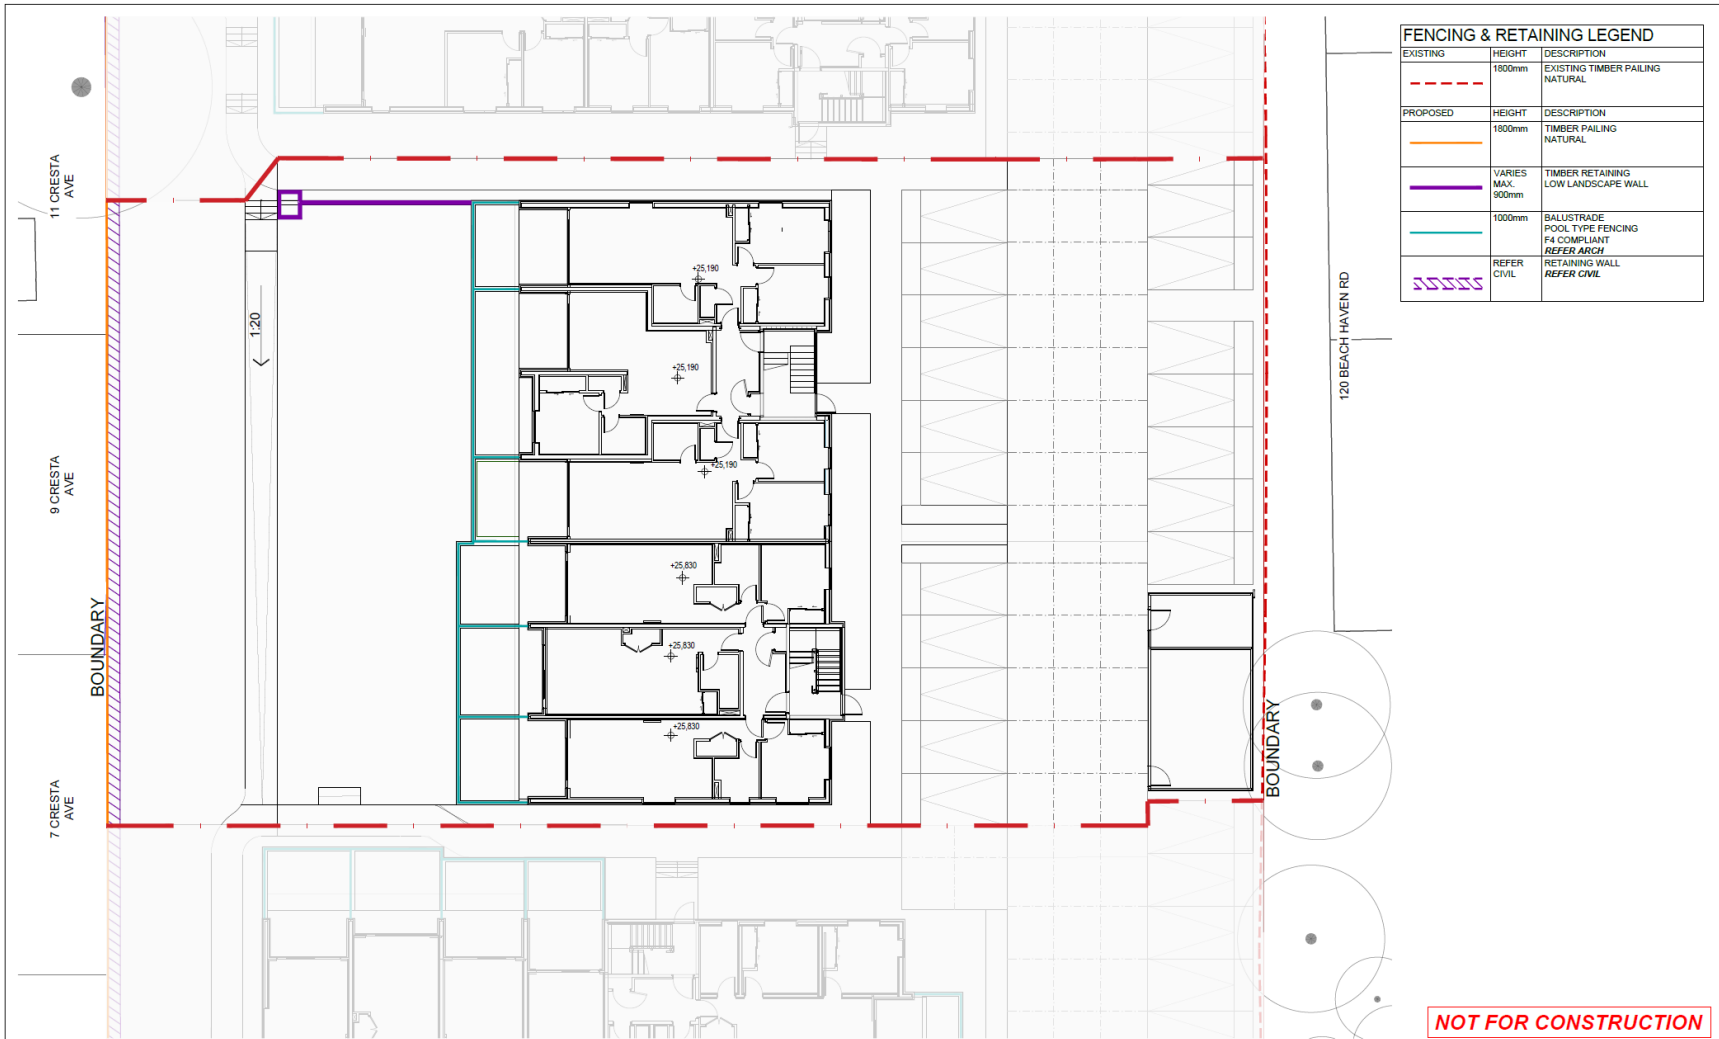 FENCING & RETAINING LEGEND
EXISTING HEIGHT DESCRIPTION
1800mm EXISTING TIMBER PAILING
NATURAL
PROPOSED HEIGHT DESCRIPTION
1800mm TIMBER PAILING
NATURAL
VARIES TIMBER RETAINING
MAX. LOW LANDSCAPE WALL
900mm
1000mm BALUSTRADE
POOL TYPE FENCING
F4 COMPLIANT
REFER ARCH
REFER RETAINING WALL
CIVIL REFER CIVIL
11 CRESTA
AVE
9 CRESTA
AVE
7 CRESTA
AVE
BOUNDARY
1:20
+25,190
+25,190
+25,190
+25,830
+25,830
+25,830
120 BEACH HAVEN RD
BOUNDARY
NOT FOR CONSTRUCTION